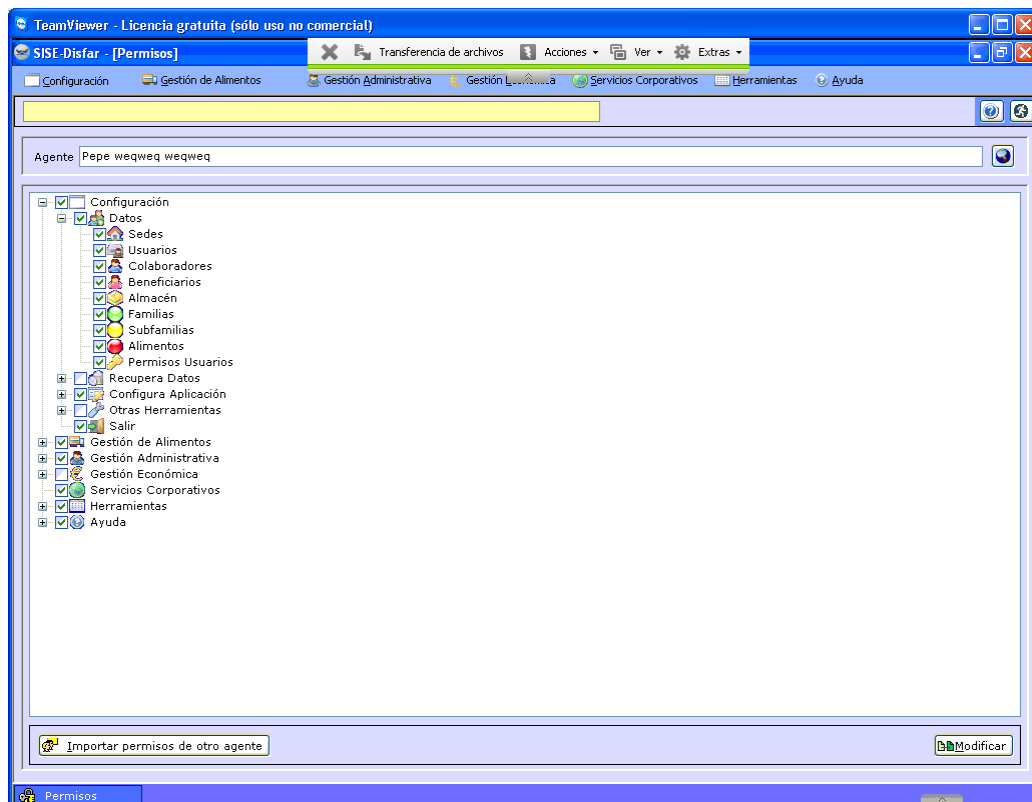 TeamViewer - Licencia gratuita (sólo uso no comercial)
SISE-Disfar - [Permisos]
Transferencia de archivos Acciones Ver Extras
Configuración Gestión de Alimentos Gestión Administrativa Gestión Servicios Corporativos Herramientas Ayuda
Agente Pepe weqweq weqweq
Configuración
Datos
Sedes
Usuarios
Colaboradores
Beneficiarios
Almacén
Familias
Subfamilias
Alimentos
Permisos Usuarios
Recupera Datos
Configura Aplicación
Otras Herramientas
Salir
Gestión de Alimentos
Gestión Administrativa
Gestión Económica
Servicios Corporativos
Herramientas
Ayuda
Importar permisos de otro agente Modificar
Permisos